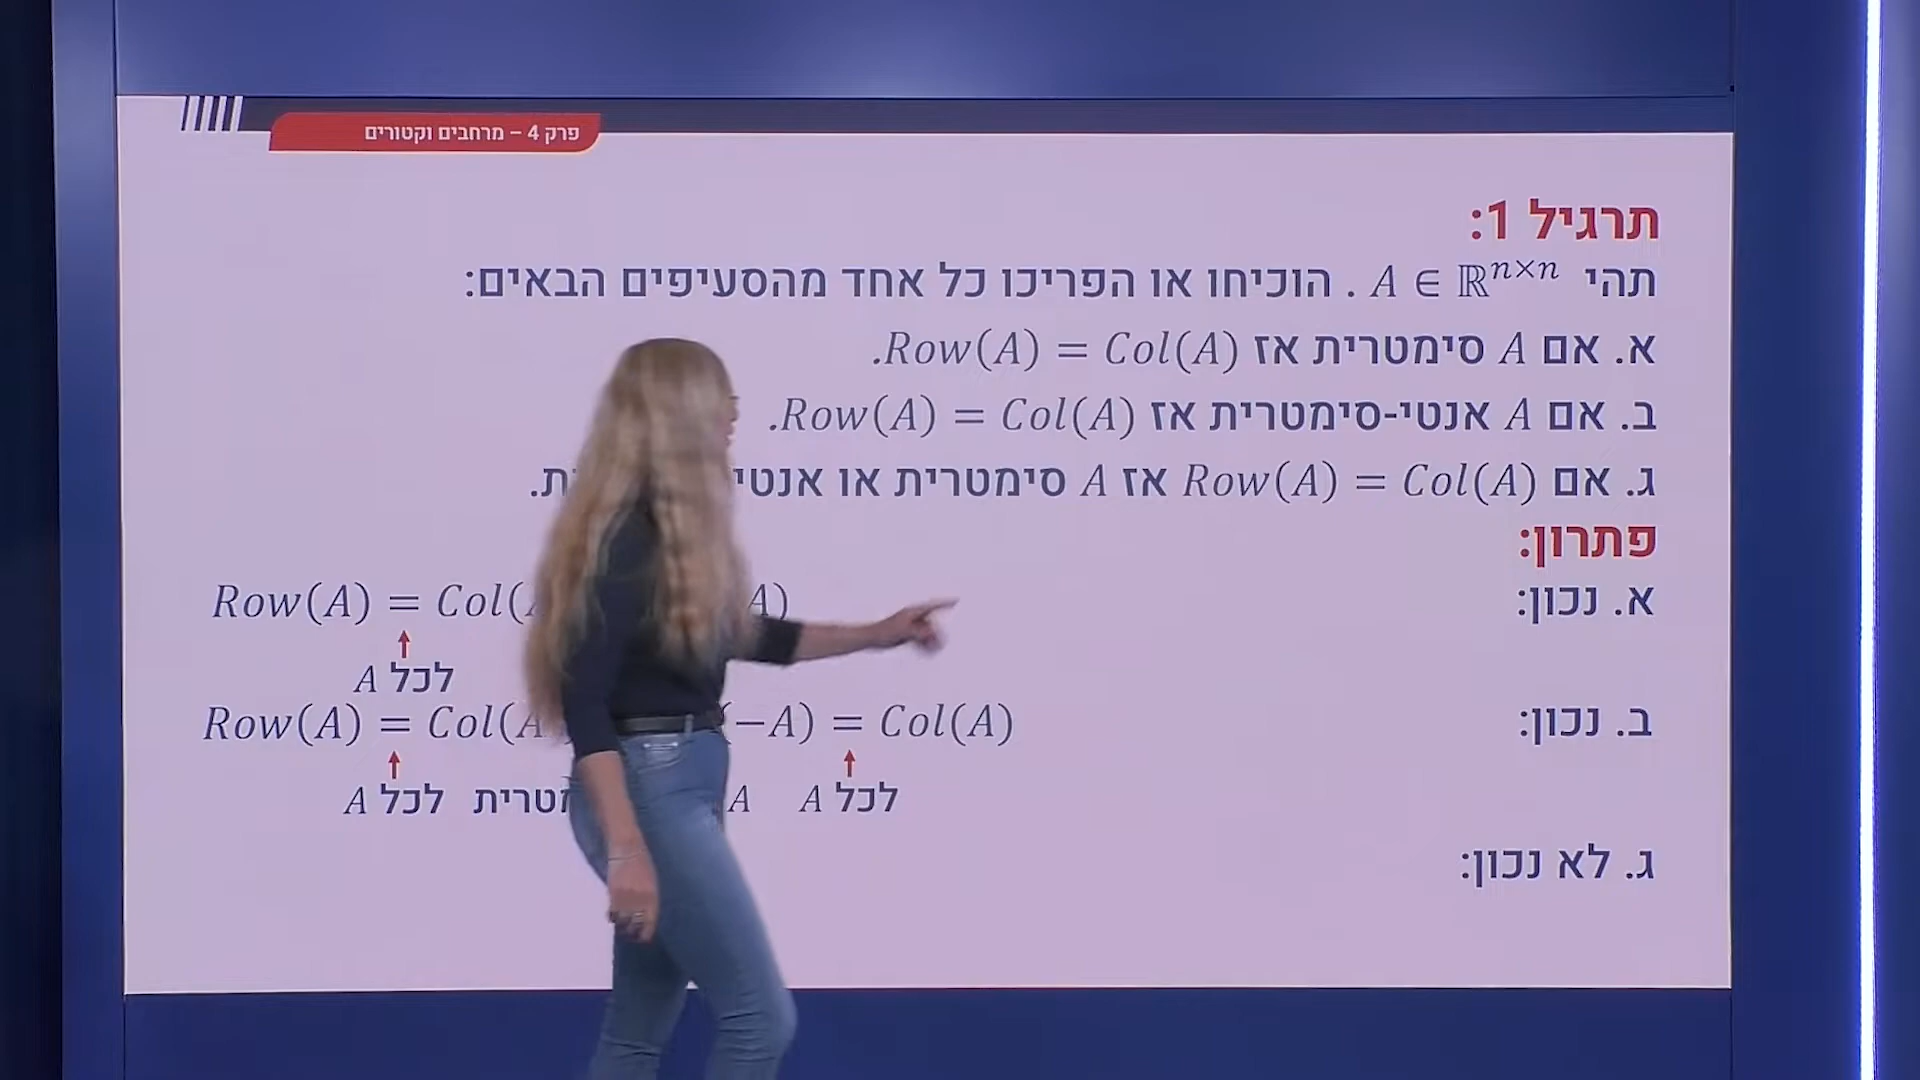 פרק 4 – מרחבים וקטורים
תרגיל 1:
תהי A ∈ ℝⁿˣⁿ . הוכיחו או הפריכו כל אחד מהסעיפים הבאים:
א. אם A סימטרית אז Row(A) = Col(A).
ב. אם A אנטי-סימטרית אז Row(A) = Col(A).
ג. אם Row(A) = Col(A) אז A סימטרית או
פתרון:
א. נכון:
Row(A) = Col( A)
לכל A
ב. נכון:
Row(A) = Col(A (−A) = Col(A)
לכל A A לכל A
ג. לא נכון: